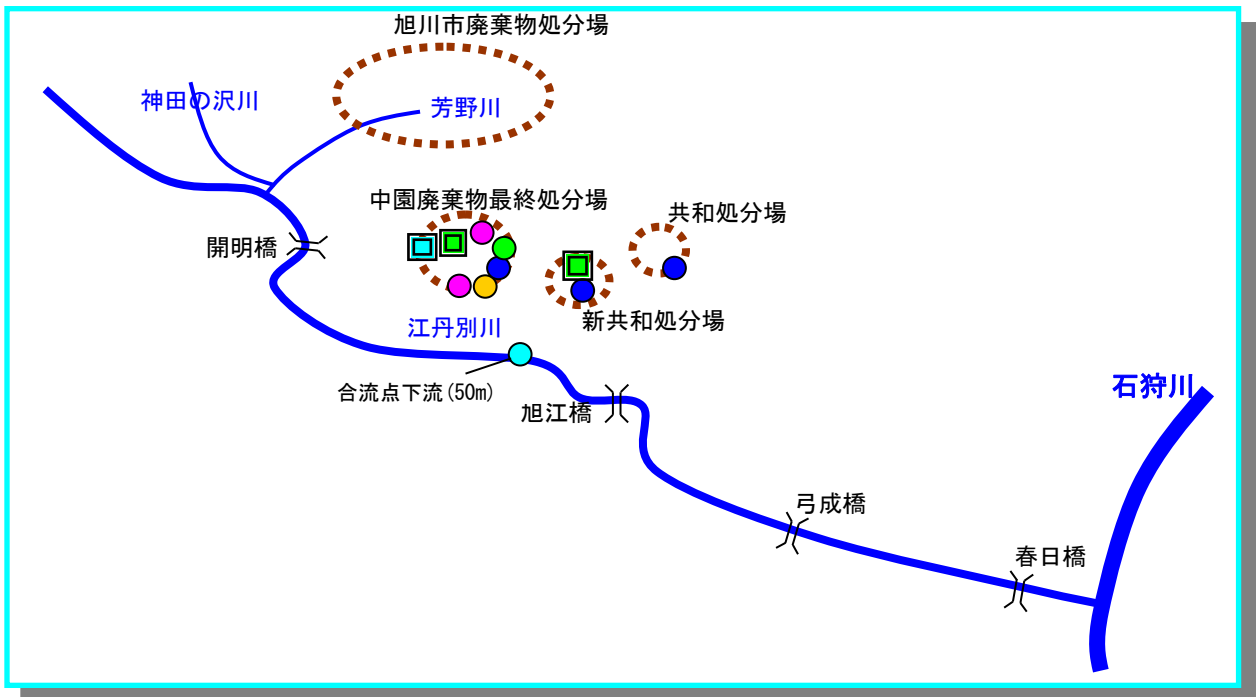 旭川市廃棄物処分場
神田の沢川
芳野川
中園廃棄物最終処分場
共和処分場
開明橋
江丹別川
新共和処分場
合流点下流(50m)
旭江橋
石狩川
弓成橋
春日橋